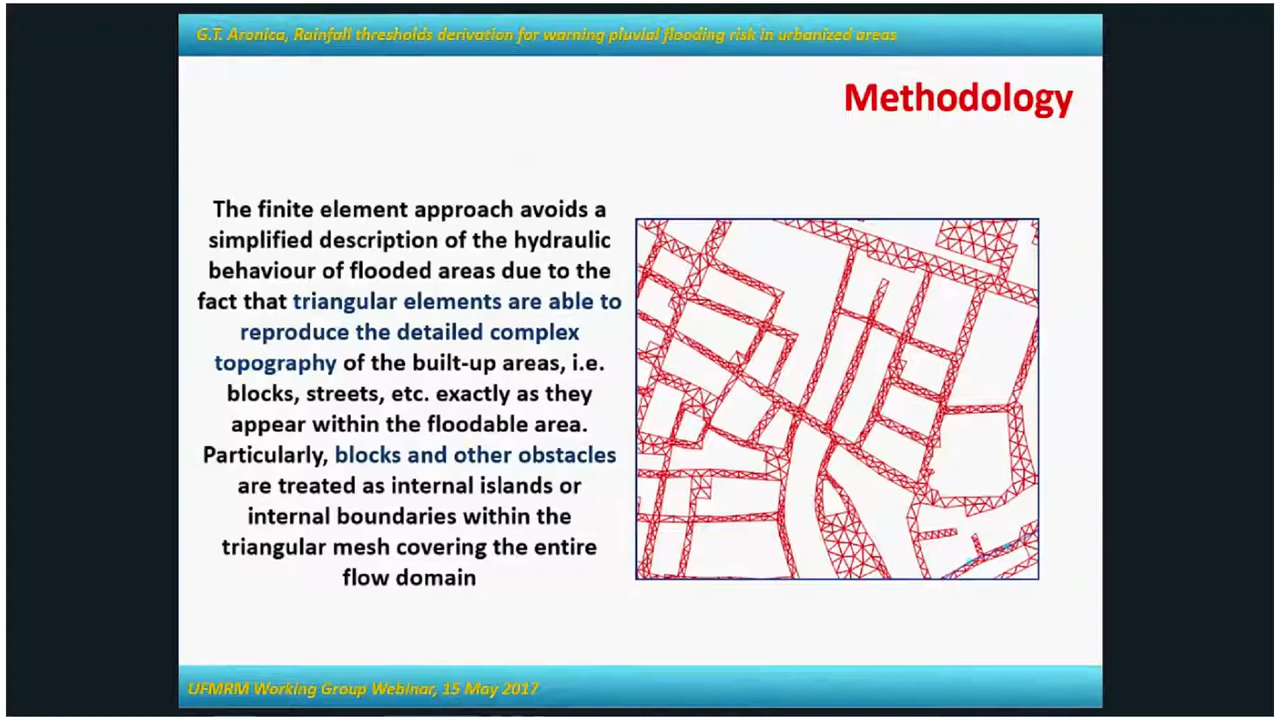 G.T. Aronica, Rainfall thresholds derivation for warning pluvial flooding risk in urbanized areas
Methodology
The finite element approach avoids a
simplified description of the hydraulic
behaviour of flooded areas due to the
fact that triangular elements are able to
reproduce the detailed complex
topography of the built-up areas, i.e.
blocks, streets, etc. exactly as they
appear within the floodable area.
Particularly, blocks and other obstacles
are treated as internal islands or
internal boundaries within the
triangular mesh covering the entire
flow domain
UFMRM Working Group Webinar, 15 May 2017